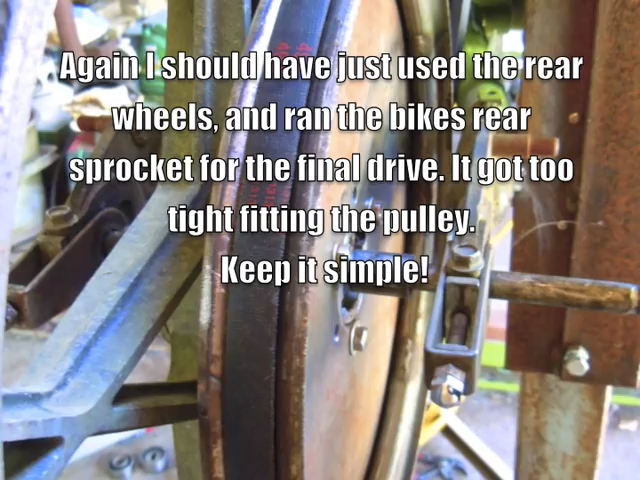 Again I should have just used the rear
wheels, and ran the bikes rear
sprocket for the final drive. It got too
tight fitting the pulley.
Keep it simple!